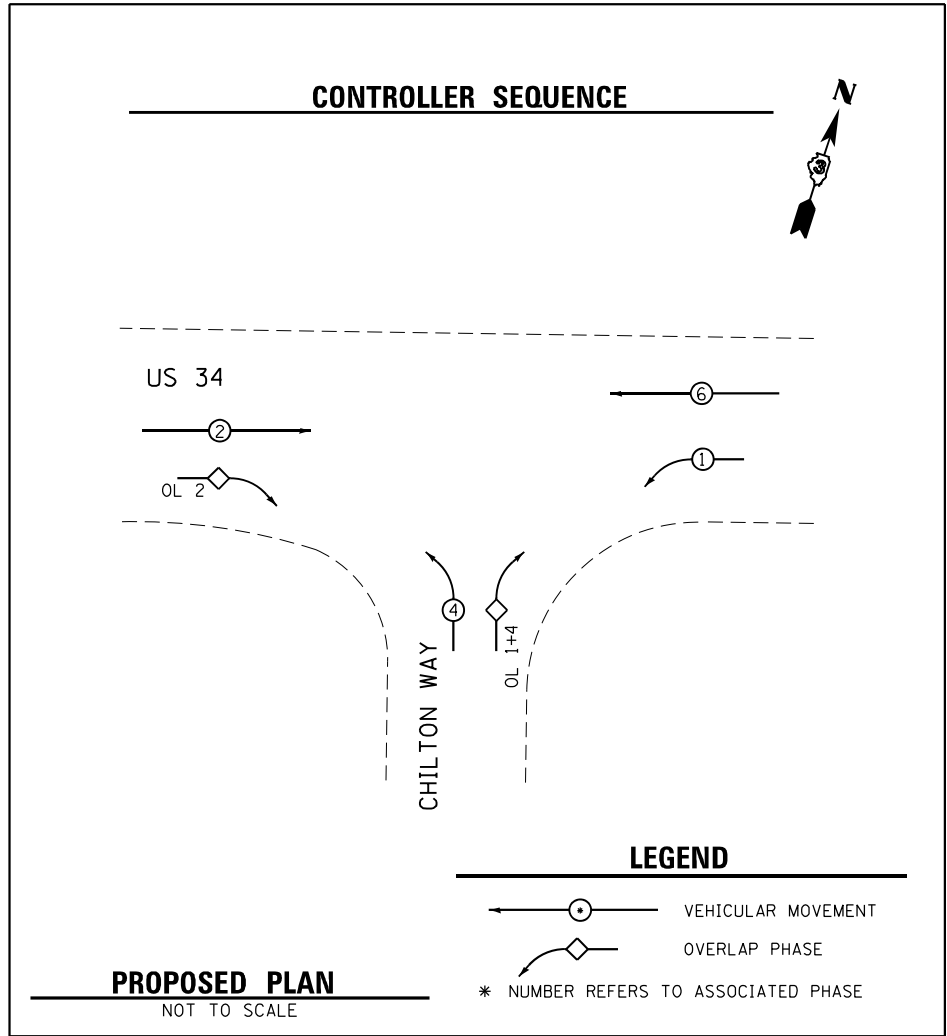 CONTROLLER SEQUENCE
N
3
US 34
6
2
1
OL 2
4
OL 1+4
CHILTON WAY
LEGEND
* VEHICULAR MOVEMENT
OVERLAP PHASE
* NUMBER REFERS TO ASSOCIATED PHASE
PROPOSED PLAN
NOT TO SCALE